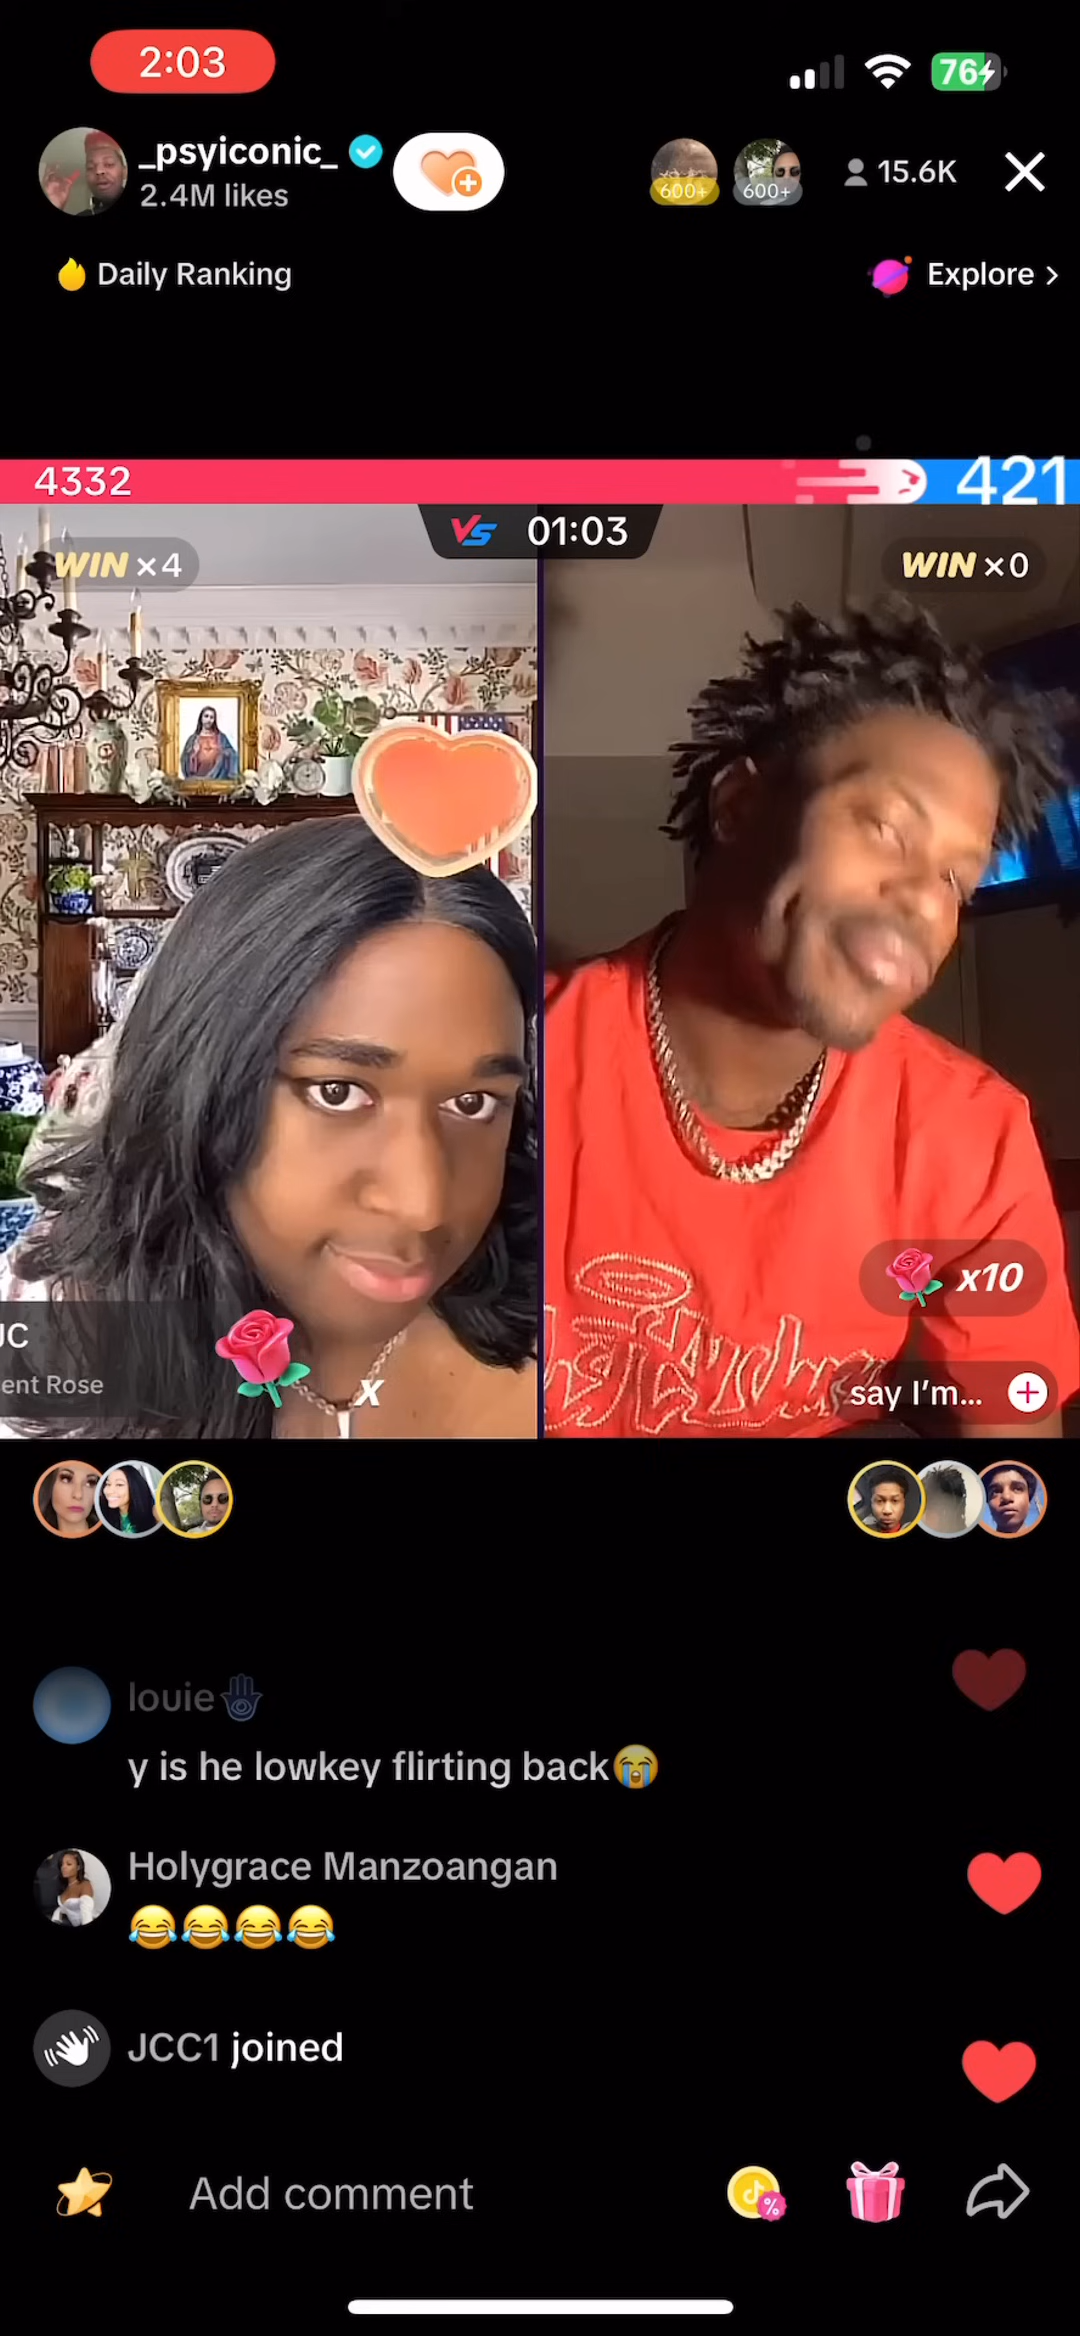 2:03
76
_psyiconic_
2.4M likes
600+
600+
15.6K
Daily Ranking
Explore >
4332
421
VS 01:03
WIN x4
WIN x0
x10
JC
ent Rose
x
say I'm...
louie
y is he lowkey flirting back😭
Holygrace Manzoangan
😂😂😂😂
JCC1 joined
Add comment